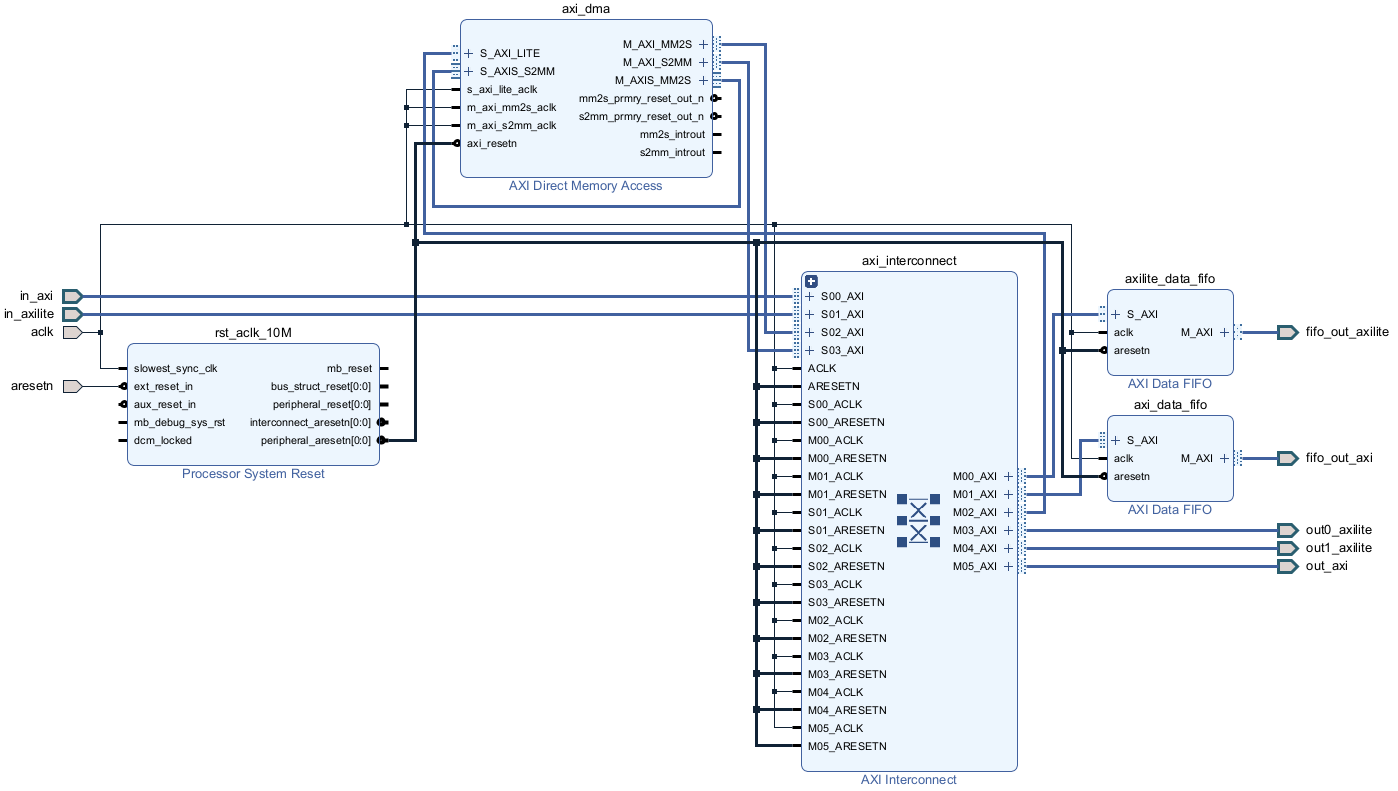 axi_dma
S_AXI_LITE
S_AXIS_S2MM
s_axi_lite_aclk
m_axi_mm2s_aclk
m_axi_s2mm_aclk
axi_resetn
M_AXI_MM2S
M_AXI_S2MM
M_AXIS_MM2S
mm2s_prmry_reset_out_n
s2mm_prmry_reset_out_n
mm2s_introut
s2mm_introut
AXI Direct Memory Access
in_axi
in_axilite
aclk
aresetn
rst_aclk_10M
slowest_sync_clk
ext_reset_in
aux_reset_in
mb_debug_sys_rst
dcm_locked
mb_reset
bus_struct_reset[0:0]
peripheral_reset[0:0]
interconnect_aresetn[0:0]
peripheral_aresetn[0:0]
Processor System Reset
axi_interconnect
S00_AXI
S01_AXI
S02_AXI
S03_AXI
ACLK
ARESETN
S00_ACLK
S00_ARESETN
M00_ACLK
M00_ARESETN
M01_ACLK
M01_ARESETN
S01_ACLK
S01_ARESETN
S02_ACLK
S02_ARESETN
S03_ACLK
S03_ARESETN
M02_ACLK
M02_ARESETN
M03_ACLK
M03_ARESETN
M04_ACLK
M04_ARESETN
M05_ACLK
M05_ARESETN
M00_AXI
M01_AXI
M02_AXI
M03_AXI
M04_AXI
M05_AXI
AXI Interconnect
axilite_data_fifo
S_AXI
aclk
aresetn
M_AXI
AXI Data FIFO
axi_data_fifo
S_AXI
aclk
aresetn
M_AXI
AXI Data FIFO
fifo_out_axilite
fifo_out_axi
out0_axilite
out1_axilite
out_axi